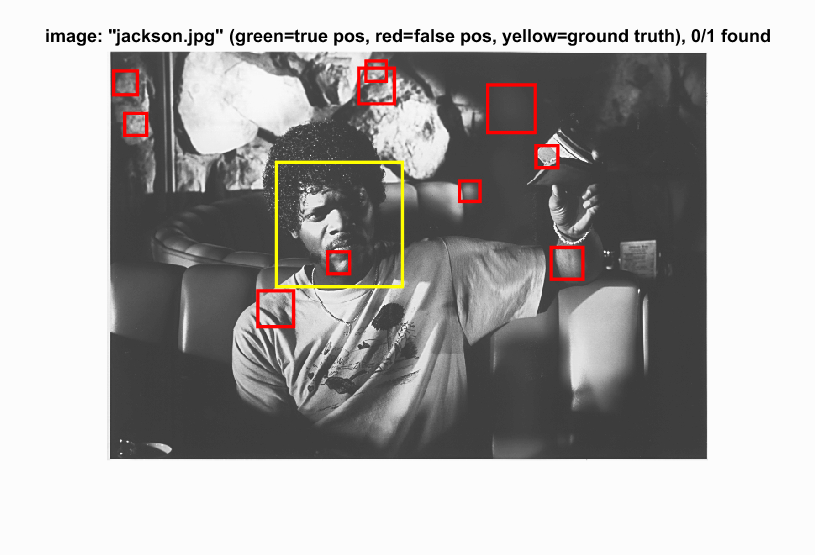 image: "jackson.jpg" (green=true pos, red=false pos, yellow=ground truth), 0/1 found